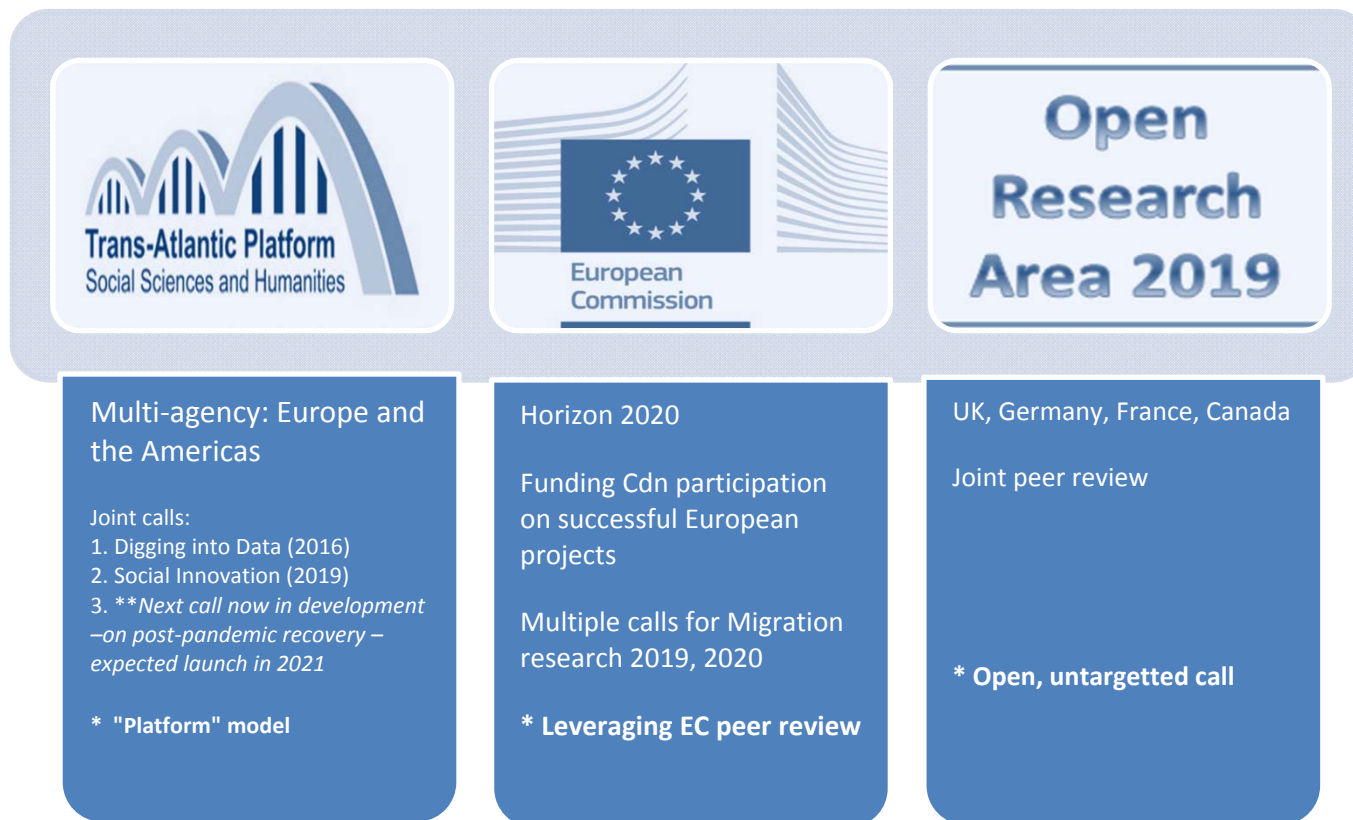 Trans-Atlantic Platform
Social Sciences and Humanities
European
Commission
Open
Research
Area 2019
Multi-agency: Europe and
the Americas
Joint calls:
1. Digging into Data (2016)
2. Social Innovation (2019)
3. **Next call now in development
–on post-pandemic recovery –
expected launch in 2021
* "Platform" model
Horizon 2020
Funding Cdn participation
on successful European
projects
Multiple calls for Migration
research 2019, 2020
* Leveraging EC peer review
UK, Germany, France, Canada
Joint peer review
* Open, untargetted call